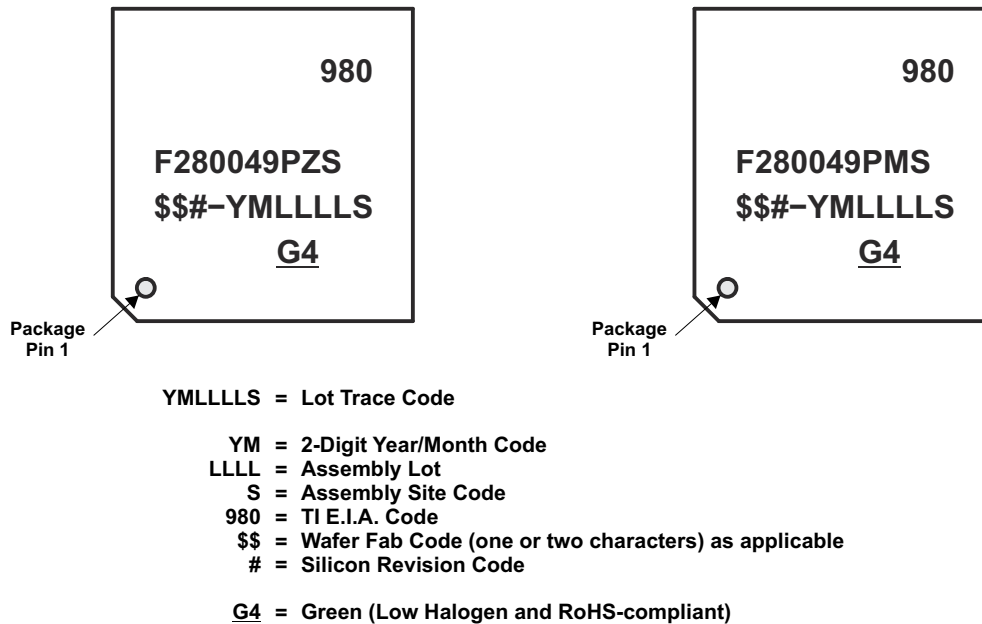 980
F280049PZS
$$#−YMLLLLS
G4
Package
Pin 1
980
F280049PMS
$$#−YMLLLLS
G4
Package
Pin 1
YMLLLLS = Lot Trace Code
YM = 2-Digit Year/Month Code
LLLL = Assembly Lot
S = Assembly Site Code
980 = TI E.I.A. Code
$$ = Wafer Fab Code (one or two characters) as applicable
# = Silicon Revision Code
G4 = Green (Low Halogen and RoHS-compliant)